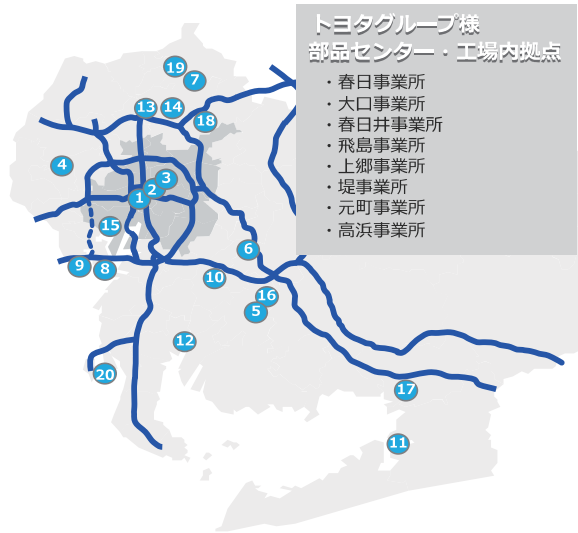 トヨタグループ様
部品センター・工場内拠点
・春日事業所
・大口事業所
・春日井事業所
・飛島事業所
・上郷事業所
・堤事業所
・元町事業所
・高浜事業所
19
7
13
14
18
4
3
2
1
15
6
9
8
10
16
5
12
20
17
11